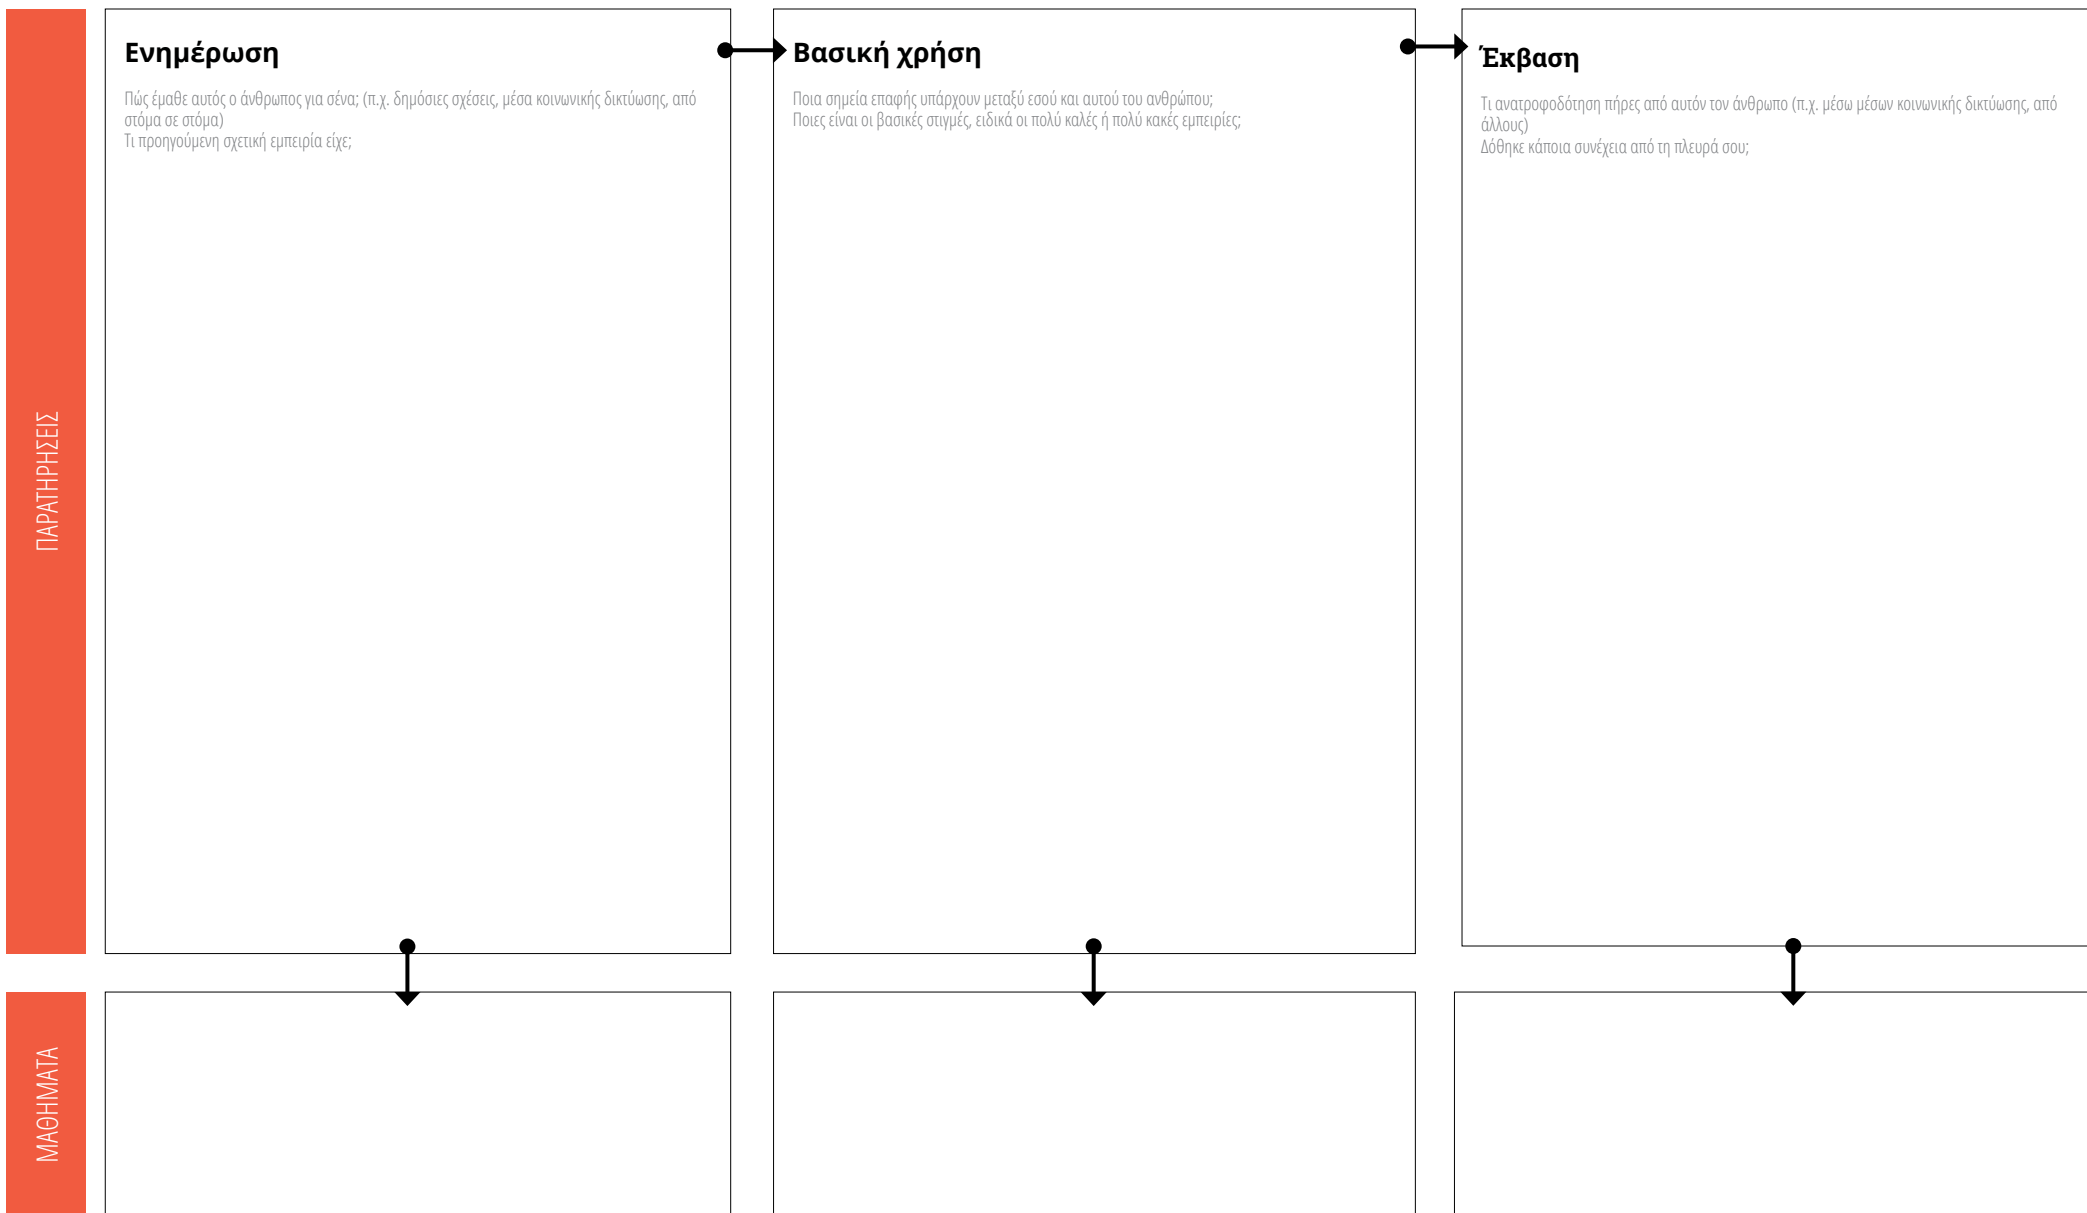 ΠΑΡΑΤΗΡΗΣΕΙΣ
Ενημέρωση
Πώς έμαθε αυτός ο άνθρωπος για σένα; (π.χ. δημόσιες σχέσεις, μέσα κοινωνικής δικτύωσης, από
στόμα σε στόμα)
Τι προηγούμενη σχετική εμπειρία είχε;
Βασική χρήση
Ποια σημεία επαφής υπάρχουν μεταξύ εσού και αυτού του ανθρώπου;
Ποιες είναι οι βασικές στιγμές, ειδικά οι πολύ καλές ή πολύ κακές εμπειρίες;
Έκβαση
Τι ανατροφοδότηση πήρες από αυτόν τον άνθρωπο (π.χ. μέσω μέσων κοινωνικής δικτύωσης, από
άλλους)
Δόθηκε κάποια συνέχεια από τη πλευρά σου;
ΜΑΘΗΜΑΤΑ